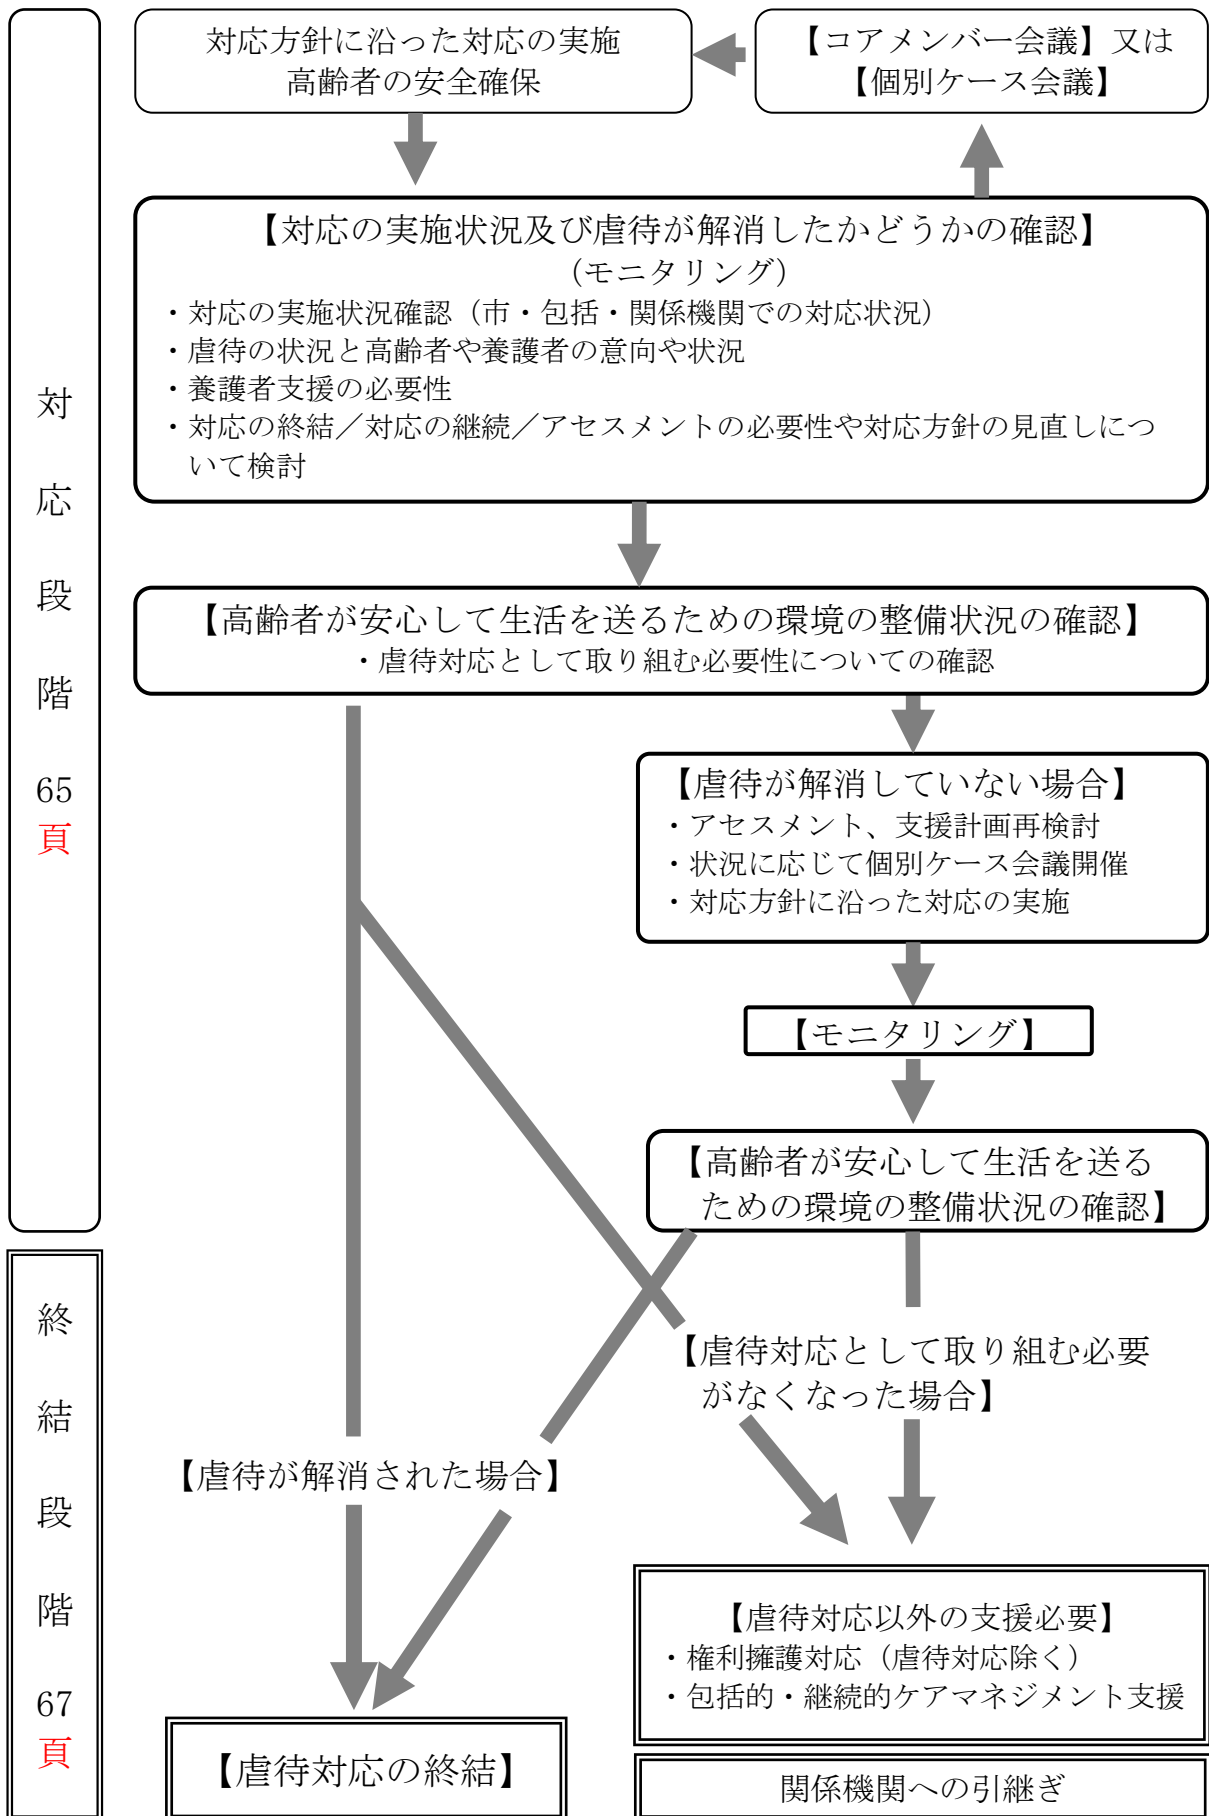 対応方針に沿った対応の実施
高齢者の安全確保
【コアメンバー会議】又は
【個別ケース会議】
【対応の実施状況及び虐待が解消したかどうかの確認】
（モニタリング）
・対応の実施状況確認（市・包括・関係機関での対応状況）
・虐待の状況と高齢者や養護者の意向や状況
・養護者支援の必要性
・対応の終結／対応の継続／アセスメントの必要性や対応方針の見直しにつ
いて検討
【高齢者が安心して生活を送るための環境の整備状況の確認】
・虐待対応として取り組む必要性についての確認
【虐待が解消していない場合】
・アセスメント、支援計画再検討
・状況に応じて個別ケース会議開催
・対応方針に沿った対応の実施
【モニタリング】
【高齢者が安心して生活を送る
ための環境の整備状況の確認】
対
応
段
階
65
頁
【虐待対応として取り組む必要
がなくなった場合】
【虐待が解消された場合】
【虐待対応以外の支援必要】
・権利擁護対応（虐待対応除く）
・包括的・継続的ケアマネジメント支援
【虐待対応の終結】
関係機関への引継ぎ
終
結
段
階
67
頁